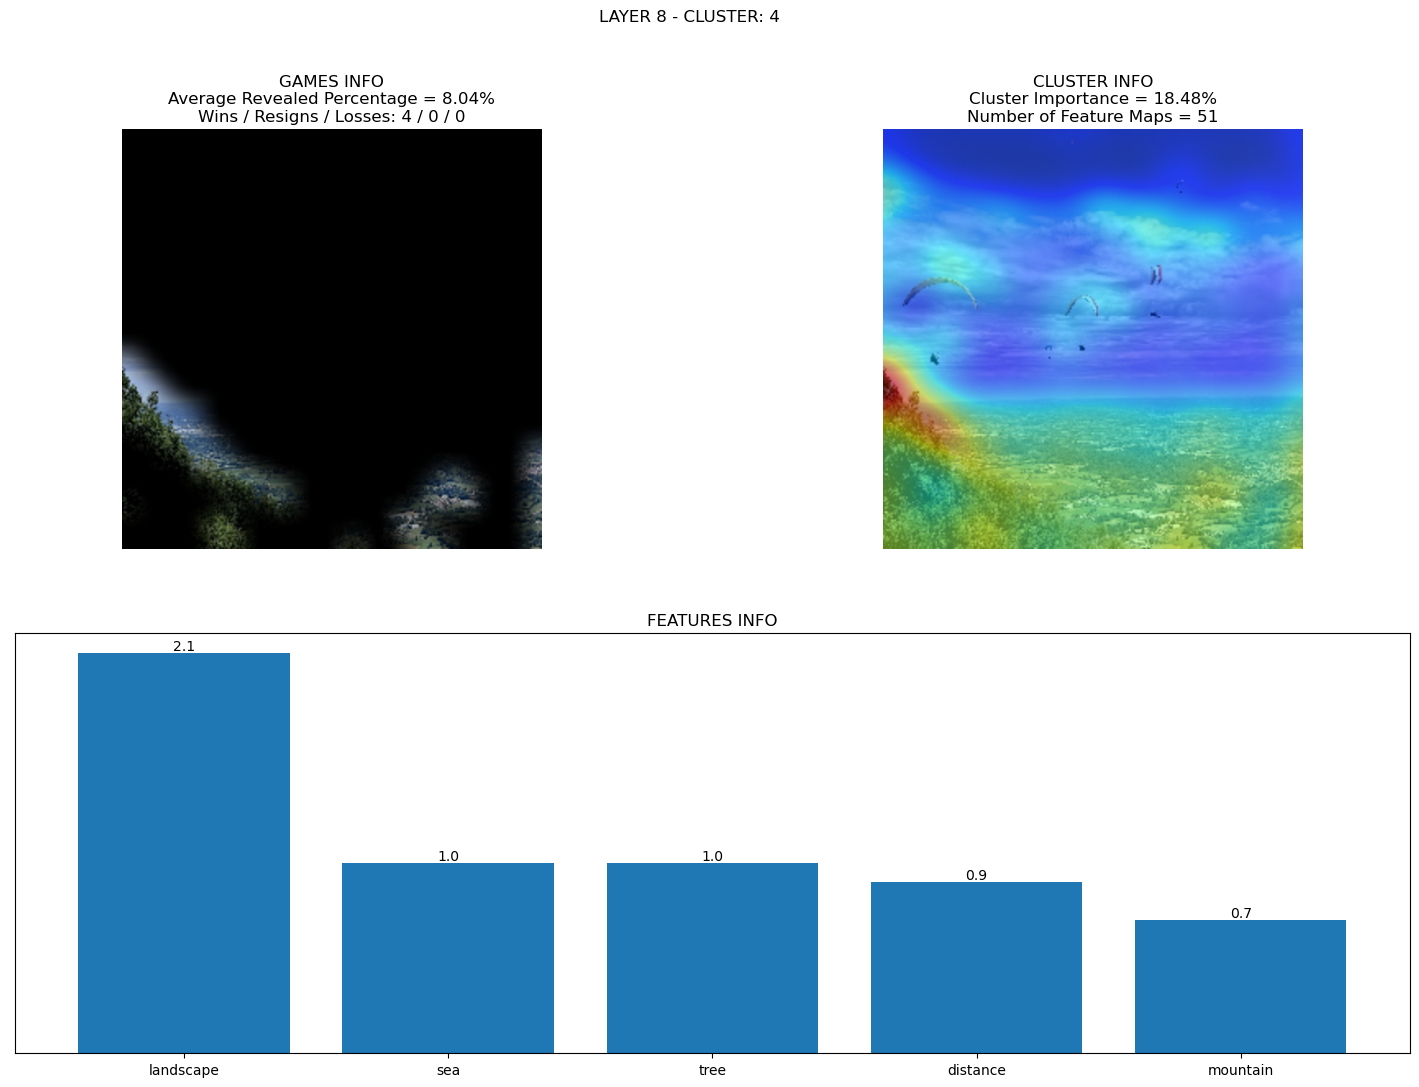 LAYER 8 - CLUSTER: 4
GAMES INFO
Average Revealed Percentage = 8.04%
Wins / Resigns / Losses: 4 / 0 / 0
CLUSTER INFO
Cluster Importance = 18.48%
Number of Feature Maps = 51
FEATURES INFO
2.1
1.0
1.0
0.9
0.7
landscape
sea
tree
distance
mountain